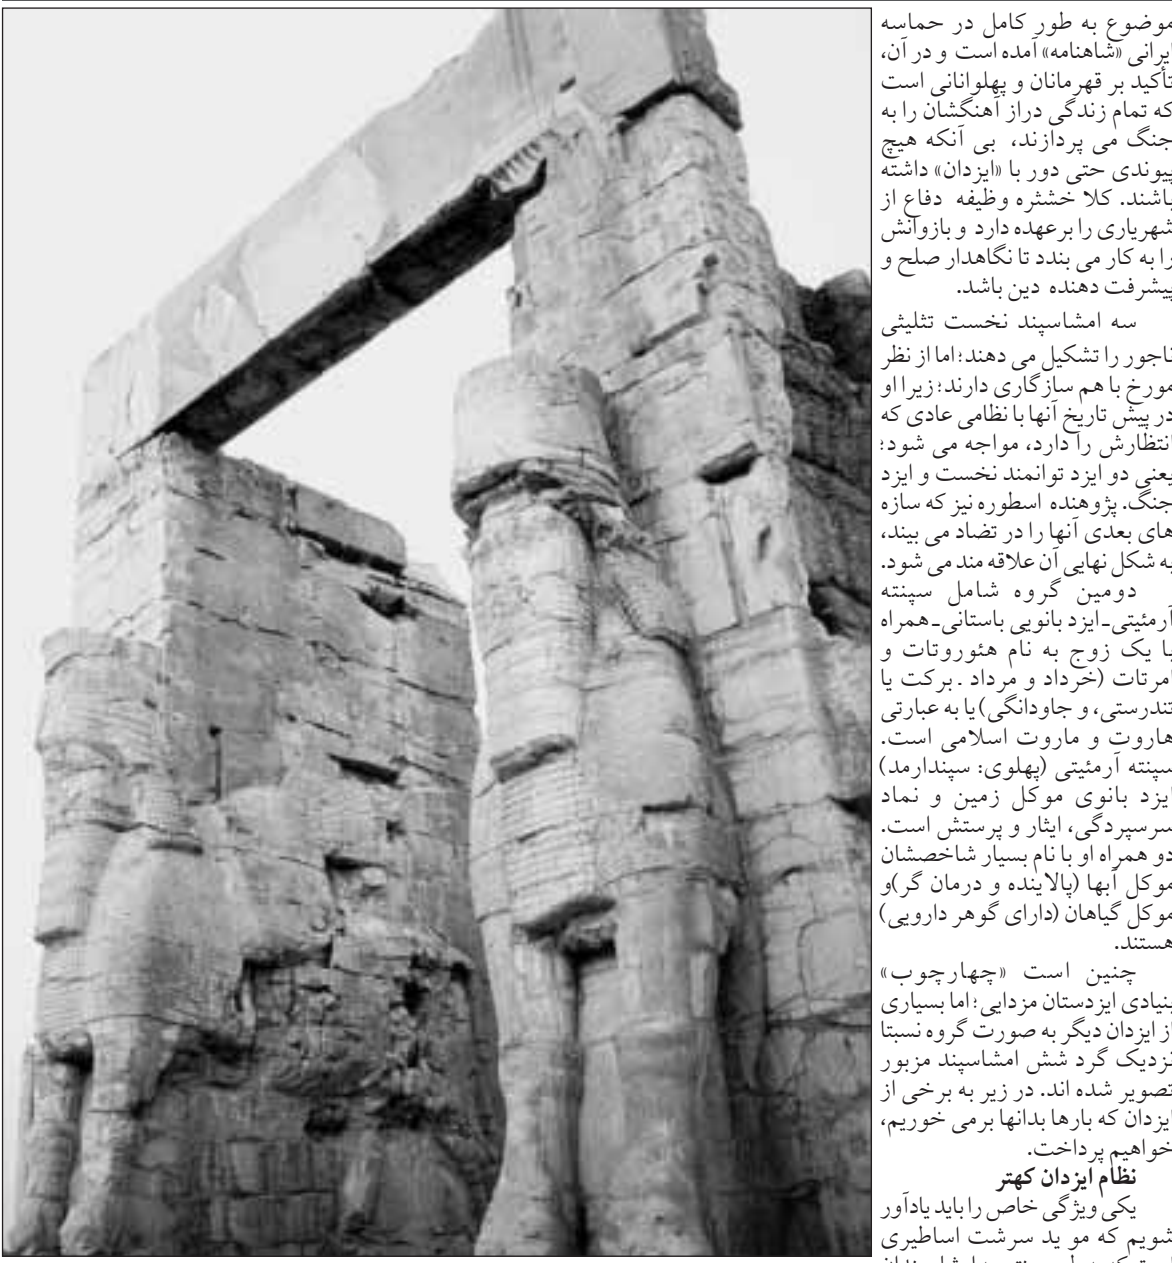 موضوع به طور کامل در حماسه
ایرانی «شاهنامه» آمده است و در آن،
تأکید بر قهرمانان و پهلوانانی است
که تمام زندگی دراز آهنگشان را به
جنگ می پردازند، بی آنکه هیچ
پیوندی حتی دور با «ایزدان» داشته
باشند. کلا خشثره وظیفه دفاع از
شهریاری را برعهده دارد و بازوانش
را به کار می بندد تا نگاهدار صلح و
پیشرفت دهنده دین باشد.
سه امشاسپند نخست تثلیثی
ناجور را تشکیل می دهند؛ اما از نظر
مورخ با هم سازگاری دارند؛ زیرا او
در پیش تاریخ آنها با نظامی عادی که
انتظارش را دارد، مواجه می شود؛
یعنی دو ایزد توانمند نخست و ایزد
جنگ. پژوهنده اسطوره نیز که سازه
های بعدی آنها را در تضاد می بیند،
به شکل نهایی آن علاقه مند می شود.
دومین گروه شامل سپنته
آرمئیتی ـ ایزد بانویی باستانی ـ همراه
با یک زوج به نام هئوروتات و
امرتات (خرداد و مرداد . برکت یا
تندرستی، و جاودانگی) یا به عبارتی
هاروت و ماروت اسلامی است.
سپنته آرمئیتی (پهلوی: سپندارمد)
ایزد بانوی موکل زمین و نماد
سرسپردگی، ایثار و پرستش است.
دو همراه او با نام بسیار شاخصشان
موکل آبها (پالاینده و درمان گر) و
موکل گیاهان (دارای گوهر دارویی)
هستند.
چنین است «چهارچوب»
بنیادی ایزدستان مزدایی؛ اما بسیاری
از ایزدان دیگر به صورت گروه نسبتا
نزدیک گرد شش امشاسپند مزبور
تصویر شده اند. در زیر به برخی از
ایزدان که بارها بدانها برمی خوریم،
خواهیم پرداخت.
نظام ایزدان کهتر
یکی ویژگی خاص را باید یادآور
شویم که مو ید سرشت اساطیری